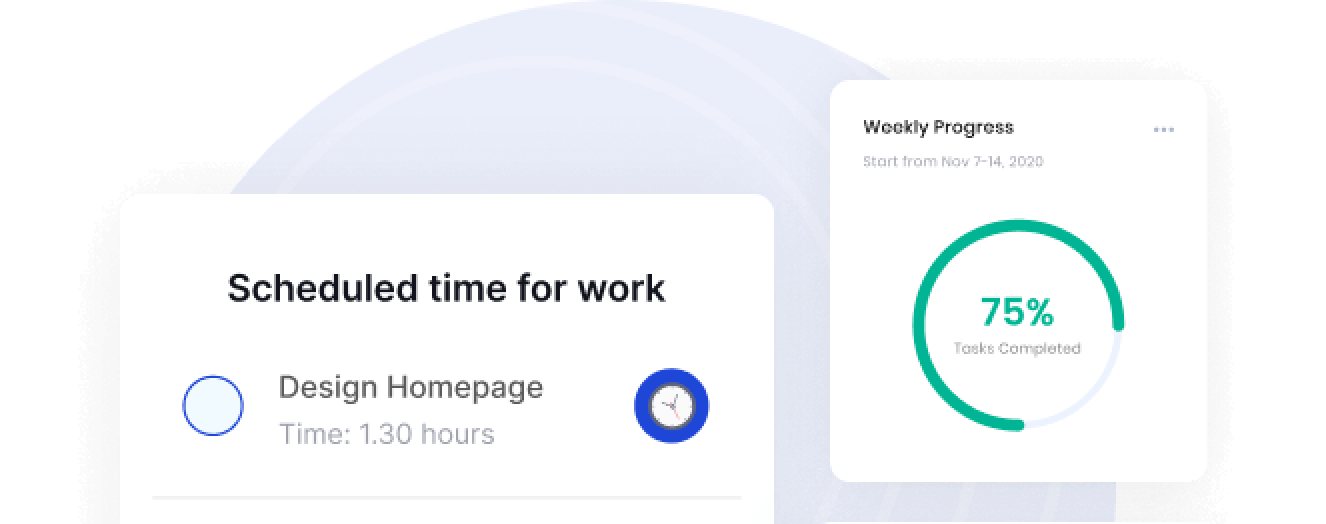 Weekly Progress
Start from Nov 7-14, 2020
75%
Tasks Completed
Scheduled time for work
Design Homepage
Time: 1.30 hours